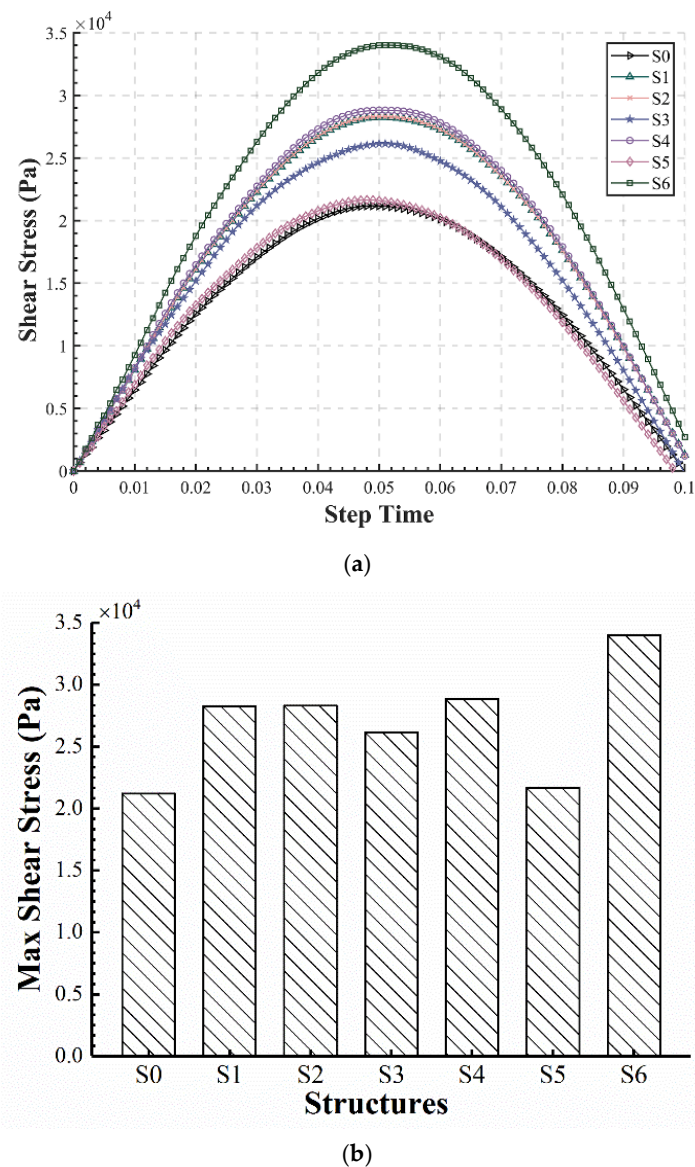 ×10⁴
3.5
3
2.5
2
1.5
1
0.5
0
Shear Stress (Pa)
S0
S1
S2
S3
S4
S5
S6
0 0.01 0.02 0.03 0.04 0.05 0.06 0.07 0.08 0.09 0.1
Step Time
(a)
×10⁴
3.5
3.0
2.5
2.0
1.5
1.0
0.5
0.0
Max Shear Stress (Pa)
S0 S1 S2 S3 S4 S5 S6
Structures
(b)